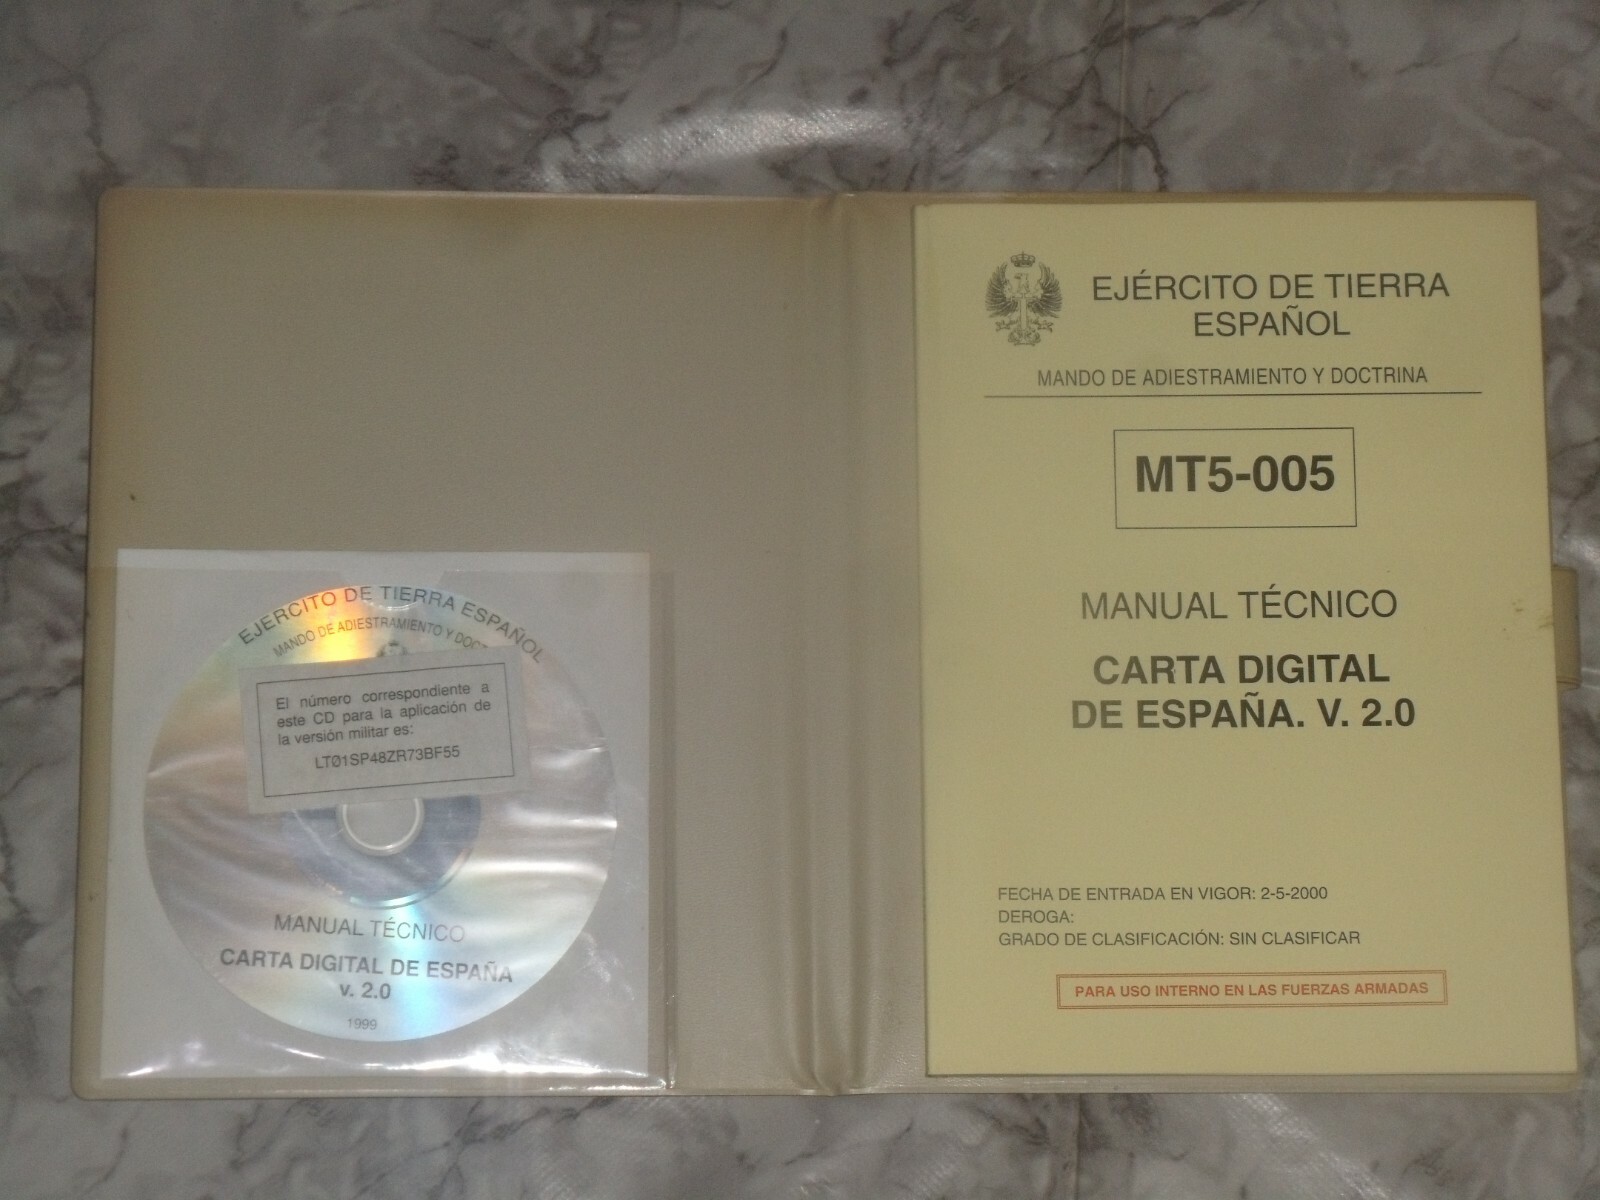 EJÉRCITO DE TIERRA ESPAÑOL
MANDO DE ADIESTRAMIENTO Y
El número correspondiente a
este CD para la aplicación de
la versión militar es:
LTØ1SP48ZR73BF55
MANUAL TÉCNICO
CARTA DIGITAL DE ESPAÑA
v. 2.0
1999
EJÉRCITO DE TIERRA
ESPAÑOL
MANDO DE ADIESTRAMIENTO Y DOCTRINA
MT5-005
MANUAL TÉCNICO
CARTA DIGITAL
DE ESPAÑA. V. 2.0
FECHA DE ENTRADA EN VIGOR: 2-5-2000
DEROGA:
GRADO DE CLASIFICACIÓN: SIN CLASIFICAR
PARA USO INTERNO EN LAS FUERZAS ARMADAS